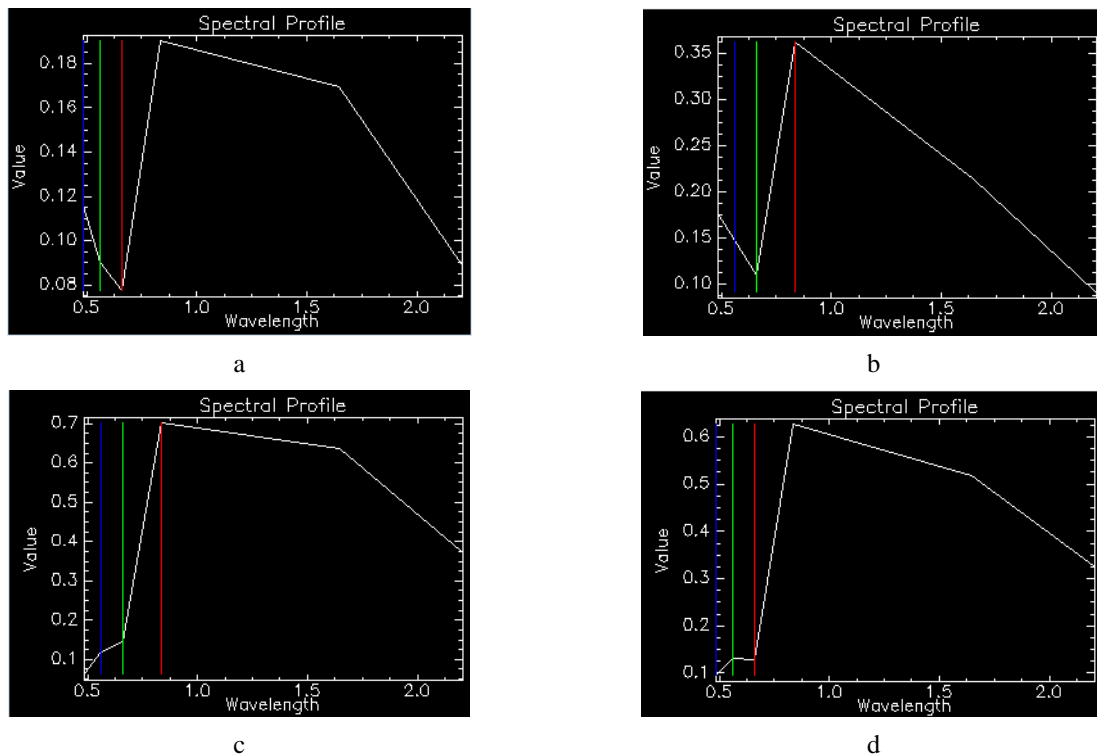 Spectral Profile
Value
0.18
0.16
0.14
0.12
0.10
0.08
0.5 1.0 1.5 2.0
Wavelength
a
Spectral Profile
Value
0.35
0.30
0.25
0.20
0.15
0.10
0.5 1.0 1.5 2.0
Wavelength
b
Spectral Profile
Value
0.7
0.6
0.5
0.4
0.3
0.2
0.1
0.5 1.0 1.5 2.0
Wavelength
c
Spectral Profile
Value
0.6
0.5
0.4
0.3
0.2
0.1
0.5 1.0 1.5 2.0
Wavelength
d